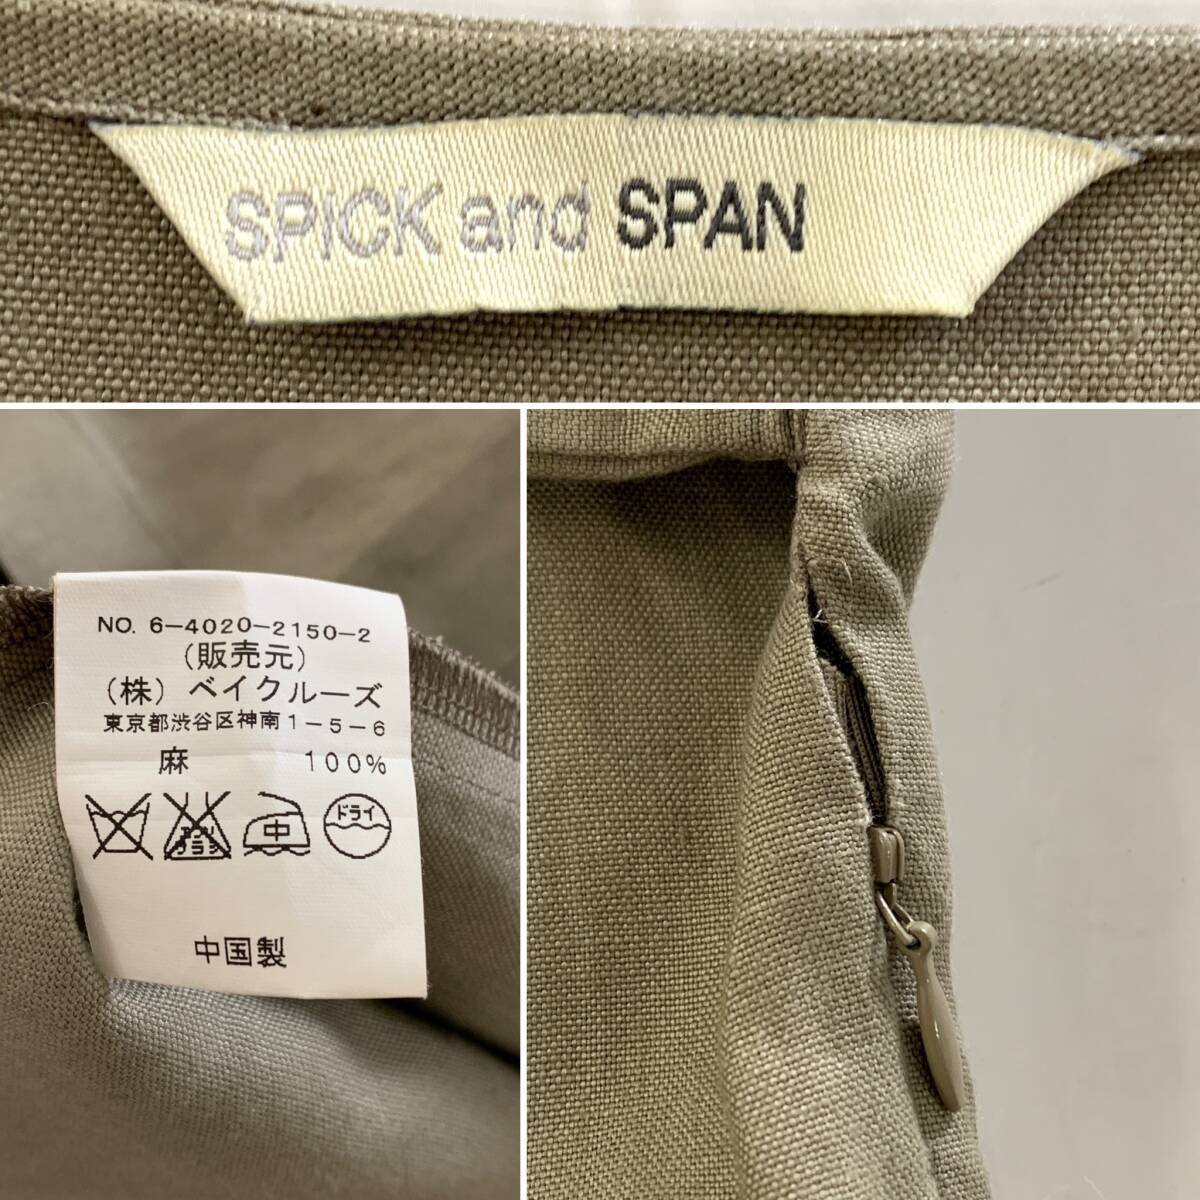 SPICK and SPAN
NO. 6-4020-2150-2
(販売元)
(株) ベイクルーズ
東京都渋谷区神南1-5-6
麻 100%
中 ドライ
中国製